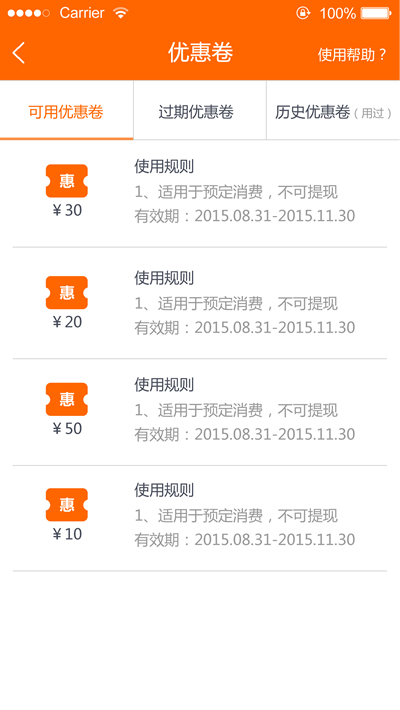 Carrier 100%
优惠卷 使用帮助？
可用优惠卷 过期优惠卷 历史优惠卷（用过）
使用规则
惠 1、适用于预定消费，不可提现
￥30 有效期：2015.08.31-2015.11.30
使用规则
惠 1、适用于预定消费，不可提现
￥20 有效期：2015.08.31-2015.11.30
使用规则
惠 1、适用于预定消费，不可提现
￥50 有效期：2015.08.31-2015.11.30
使用规则
惠 1、适用于预定消费，不可提现
￥10 有效期：2015.08.31-2015.11.30